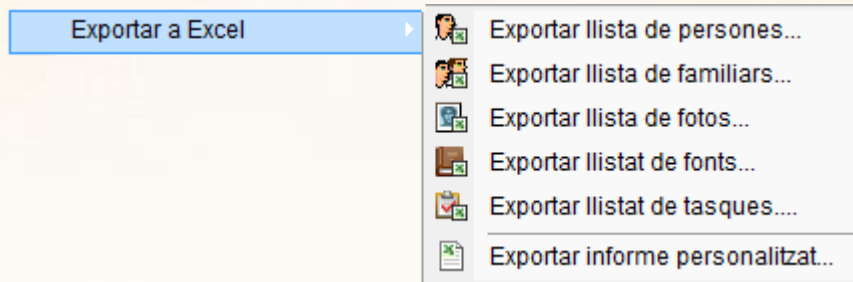 Exportar a Excel
Exportar llista de persones...
Exportar llista de familiars...
Exportar llista de fotos...
Exportar llistat de fonts...
Exportar llistat de tasques....
Exportar informe personalitzat...